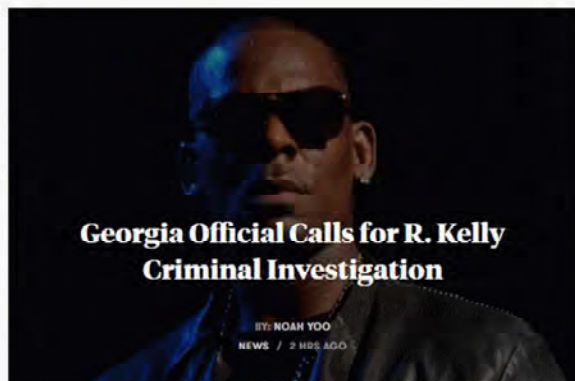 Georgia Official Calls for R. Kelly
Criminal Investigation
BY: NOAH YOO
NEWS / 2 HRS AGO